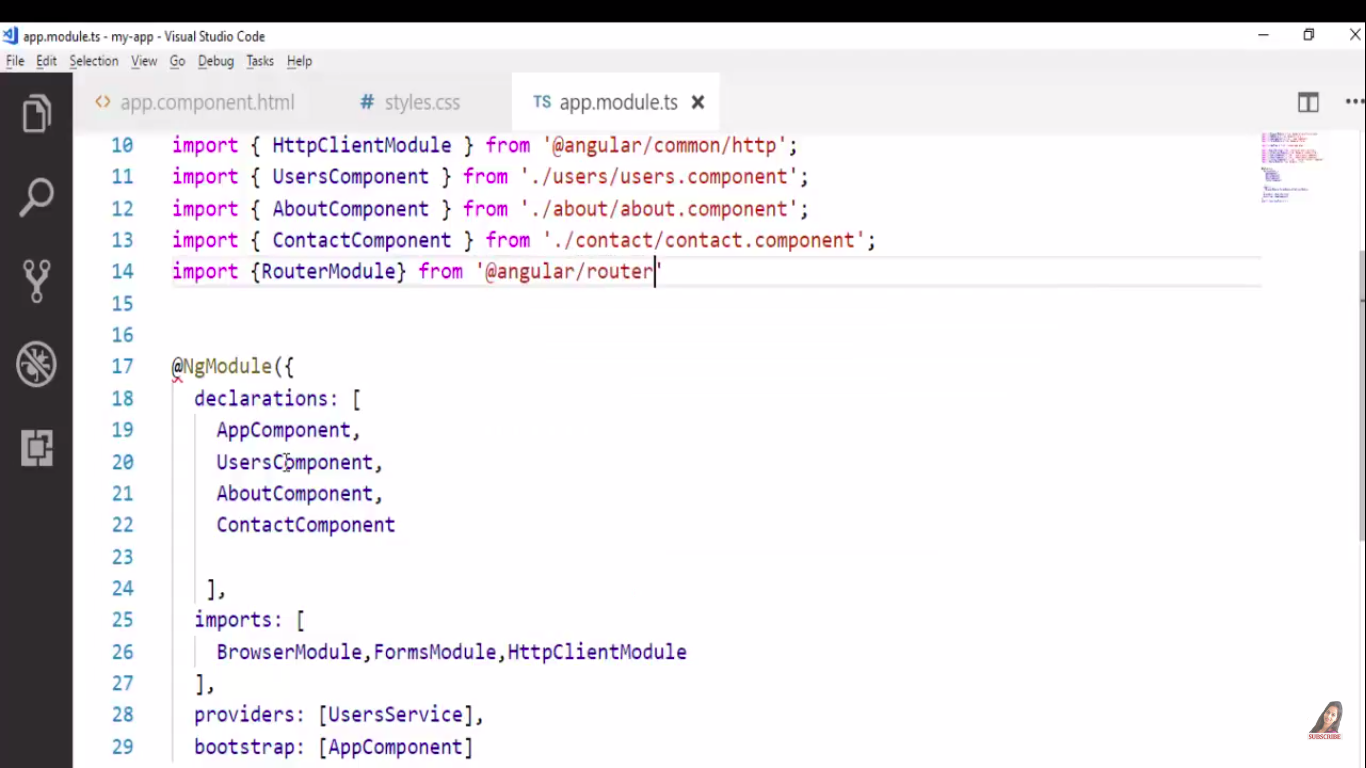 app.module.ts - my-app - Visual Studio Code
File Edit Selection View Go Debug Tasks Help
<> app.component.html # styles.css TS app.module.ts
10 import { HttpClientModule } from '@angular/common/http';
11 import { UsersComponent } from './users/users.component';
12 import { AboutComponent } from './about/about.component';
13 import { ContactComponent } from './contact/contact.component';
14 import {RouterModule} from '@angular/router'
15
16
17 @NgModule({
18 declarations: [
19 AppComponent,
20 UsersComponent,
21 AboutComponent,
22 ContactComponent
23
24 ],
25 imports: [
26 BrowserModule,FormsModule,HttpClientModule
27 ],
28 providers: [UsersService],
29 bootstrap: [AppComponent]
SUBSCRIBE